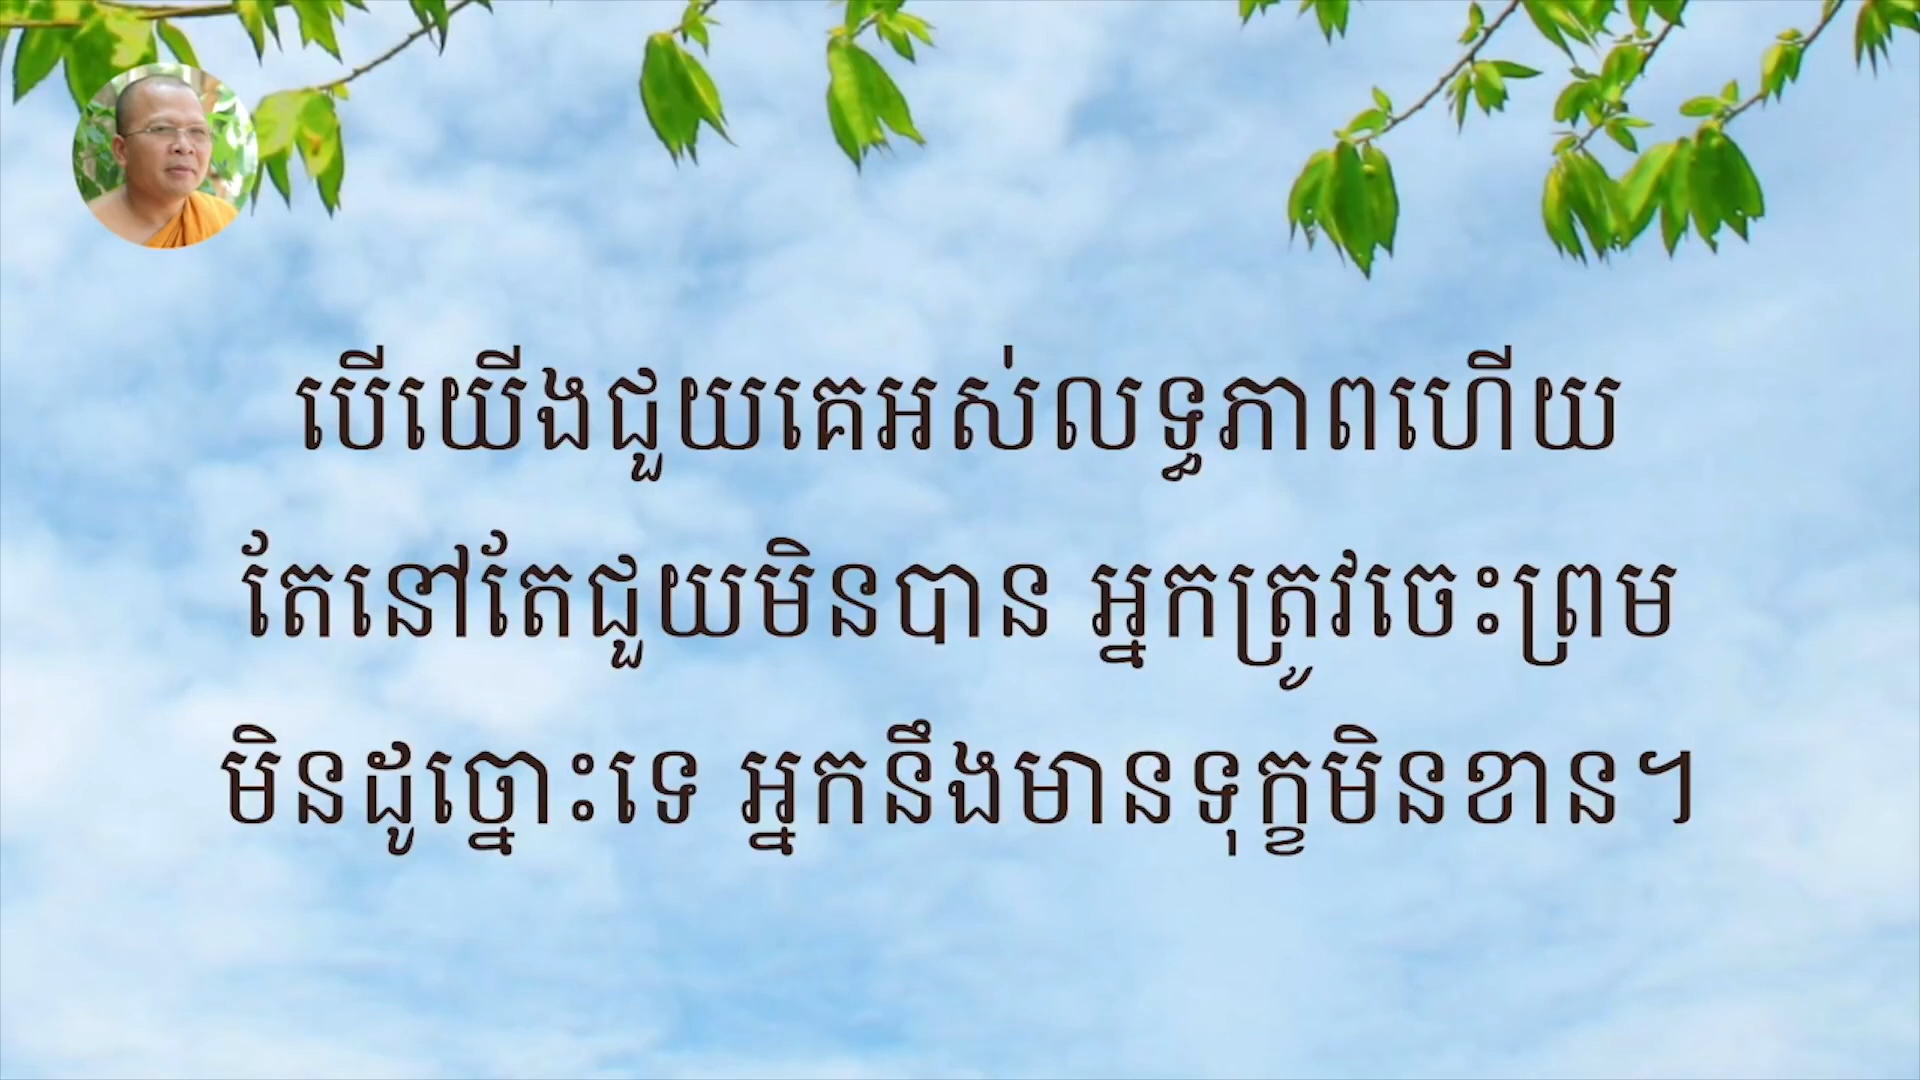 បើយើងជួយគេអស់លទ្ធភាពហើយ
តែនៅតែជួយមិនបាន អ្នកត្រូវចេះព្រម
មិនដូច្នោះទេ អ្នកនឹងមានទុក្ខមិនខាន។